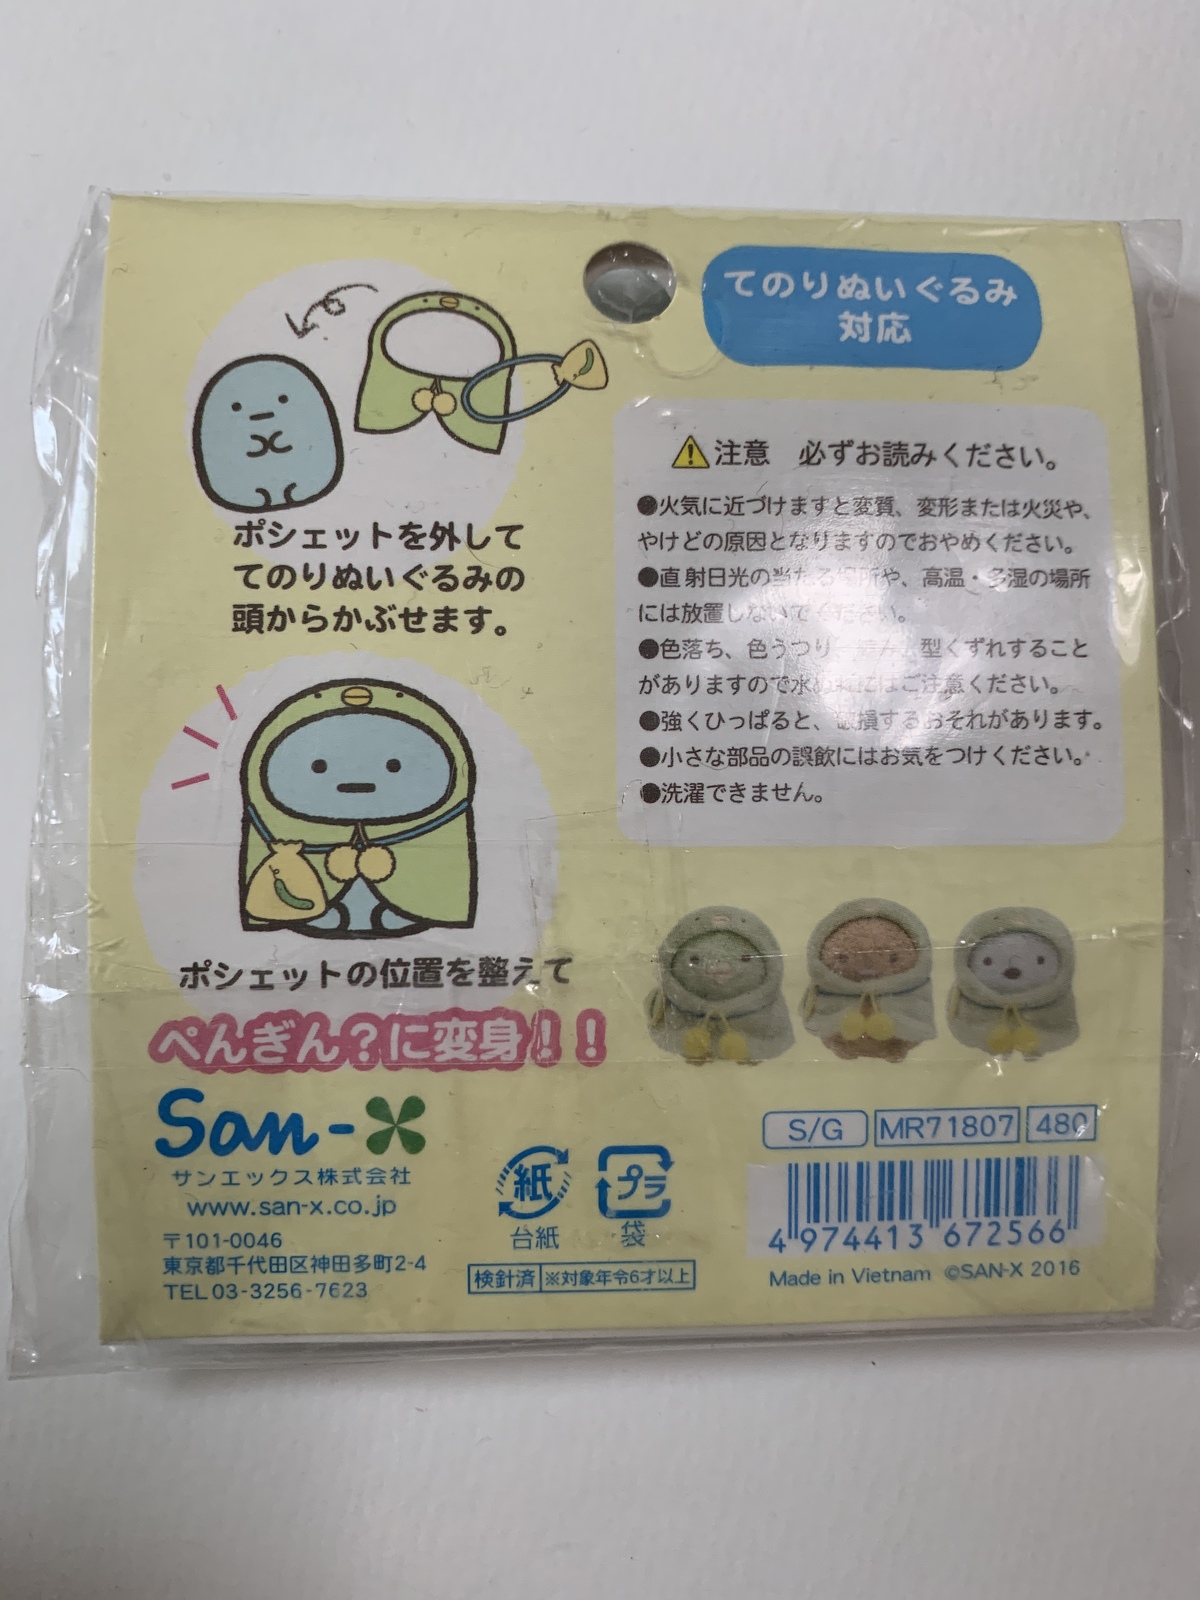 てのりぬいぐるみ
対応
ポシェットを外して
てのりぬいぐるみの
頭からかぶせます。
ポシェットの位置を整えて
ぺんぎん?に変身!!
注意 必ずお読みください。
●火気に近づけますと変質、変形または火災や、
やけどの原因となりますのでおやめください。
●直射日光の当たる場所や、高温・多湿の場所
には放置しないでください。
●色落ち、色うつり 型くずれすること
がありますので水 にはご注意ください。
●強くひっぱると、破損するおそれがあります。
●小さな部品の誤飲にはお気をつけください。
●洗濯できません。
San-X
サンエックス株式会社
www.san-x.co.jp
〒101-0046
東京都千代田区神田多町2-4
TEL 03-3256-7623
紙
台紙
プラ
袋
検針済 ※対象年令6才以上
S/G MR71807 480
4 974413 672566
Made in Vietnam ©SAN-X 2016